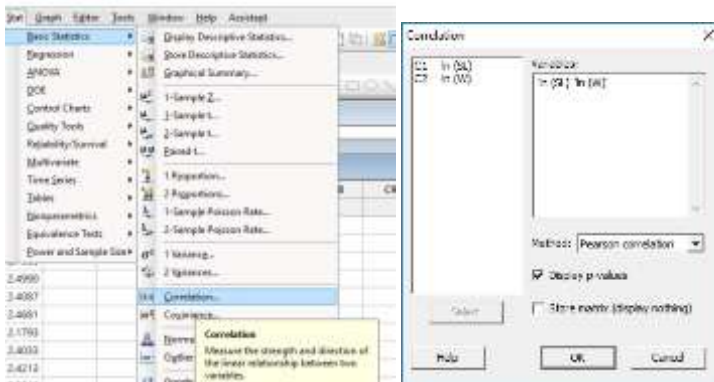 Stat Graph Editor Tools Window Help Assistant
Basic Statistics
Regression
ANOVA
DOE
Control Charts
Quality Tools
Reliability/Survival
Multivariate
Time Series
Tables
Nonparametrics
Equivalence Tests
Power and Sample Size
Display Descriptive Statistics...
Store Descriptive Statistics...
Graphical Summary...
1-Sample Z...
1-Sample t...
2-Sample t...
Paired t...
1 Proportion...
2 Proportions...
1-Sample Poisson Rate...
2-Sample Poisson Rate...
1 Variance...
2 Variances...
Correlation...
Covariance...
Correlation
Measure the strength and direction of
the linear relationship between two
variables.
2.4990
2.4087
2.4681
2.1793
2.4033
2.4213
Correlation
C1 ln (SL)
C2 ln (W)
Variables:
'ln (SL)' 'ln (W)'
Method: Pearson correlation
Display p-values
Store matrix (display nothing)
Select
Help
OK
Cancel